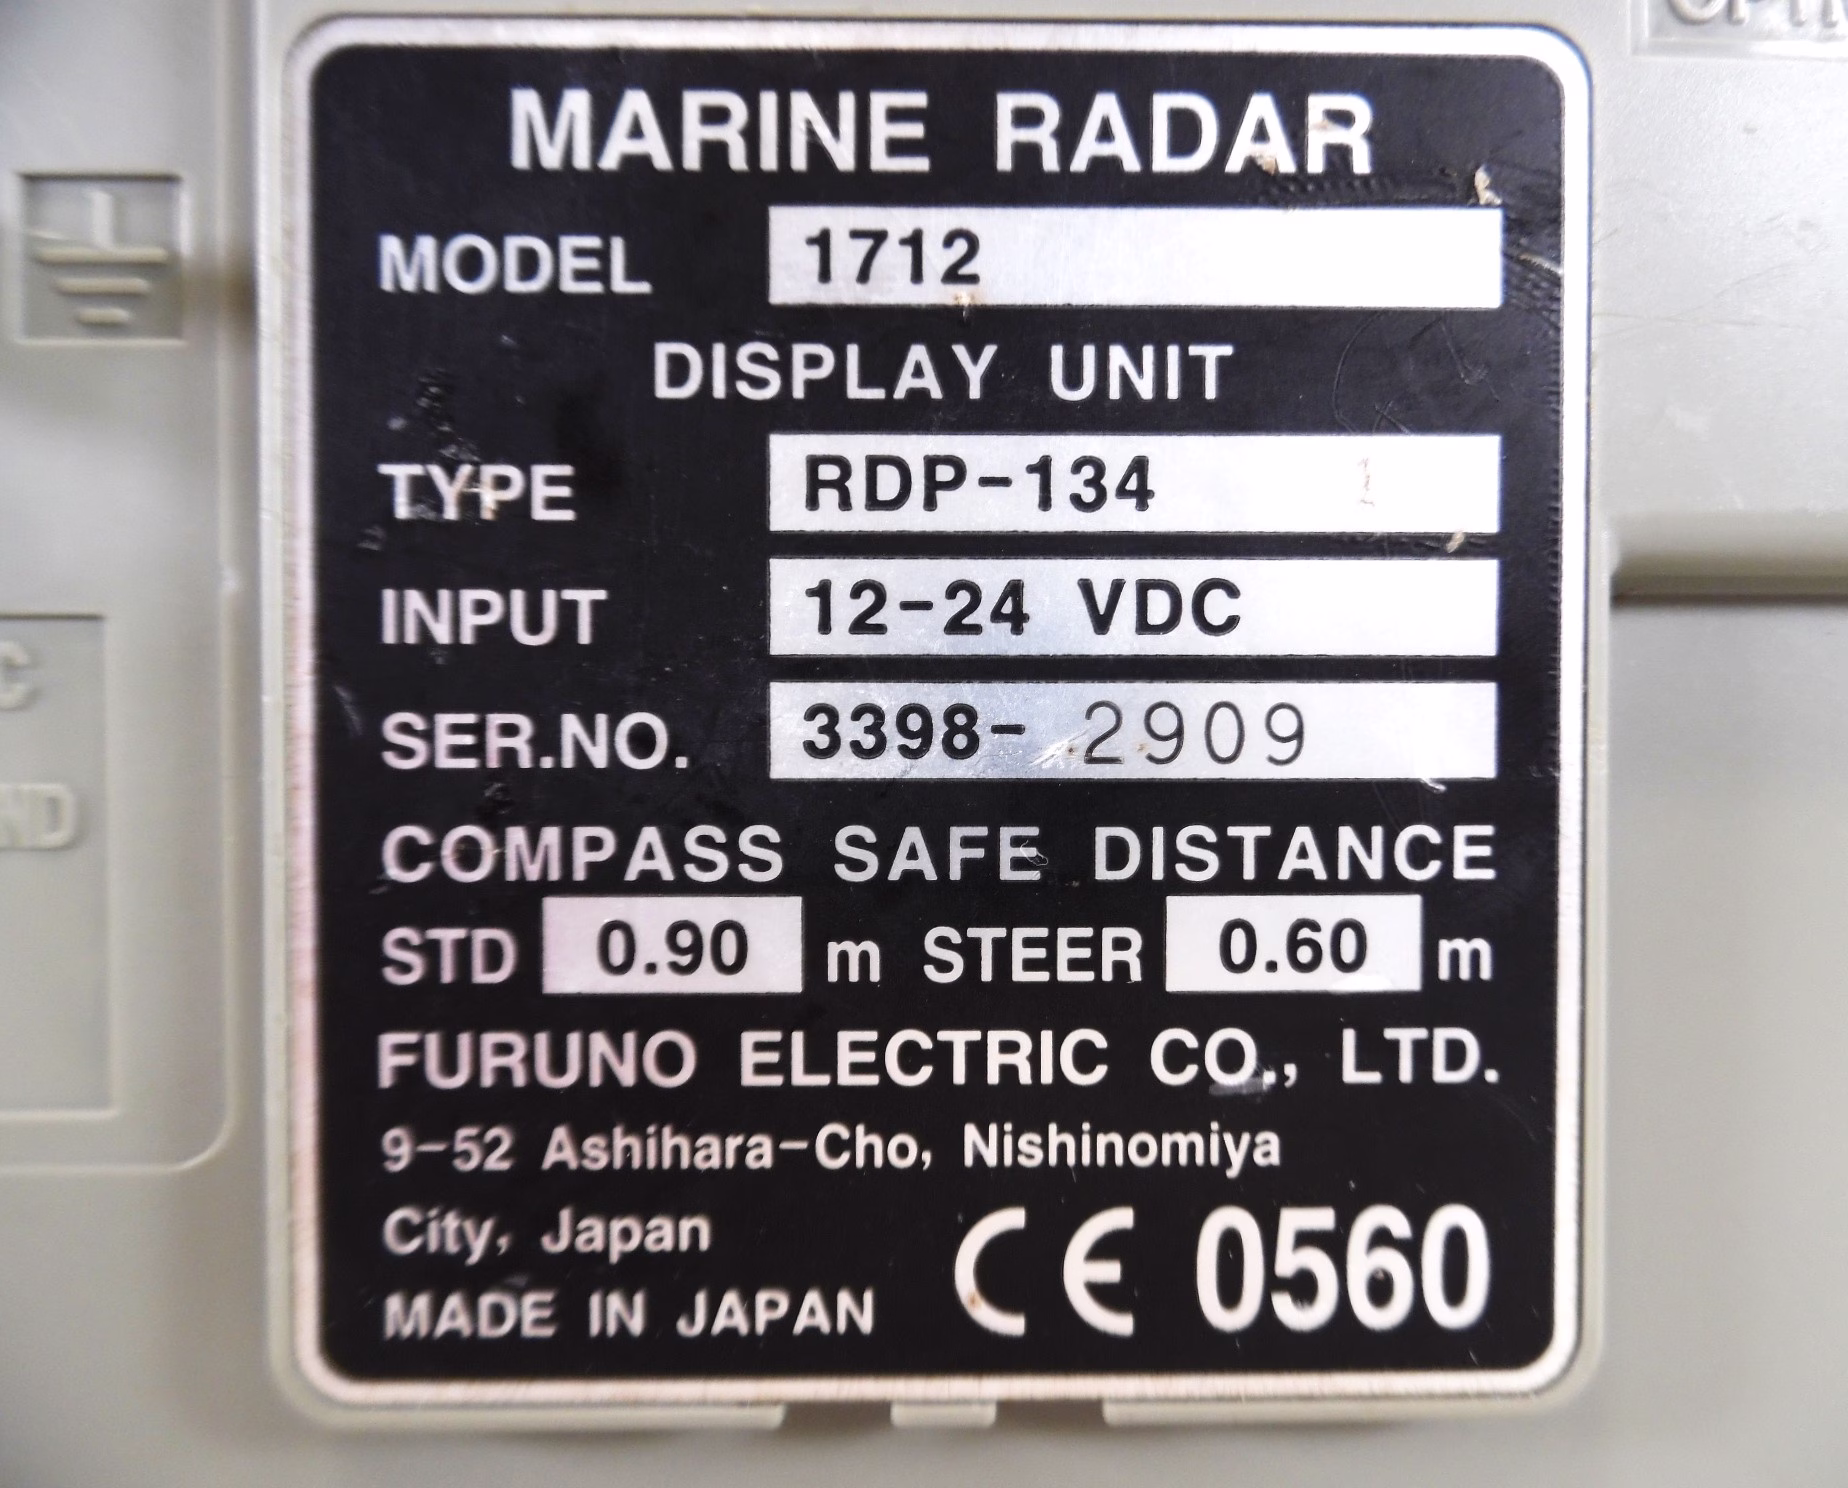 MARINE RADAR
MODEL 1712
DISPLAY UNIT
TYPE RDP-134
INPUT 12-24 VDC
SER.NO. 3398- 2909
COMPASS SAFE DISTANCE
STD 0.90 m STEER 0.60 m
FURUNO ELECTRIC CO., LTD.
9-52 Ashihara-Cho, Nishinomiya
City, Japan
MADE IN JAPAN CE 0560